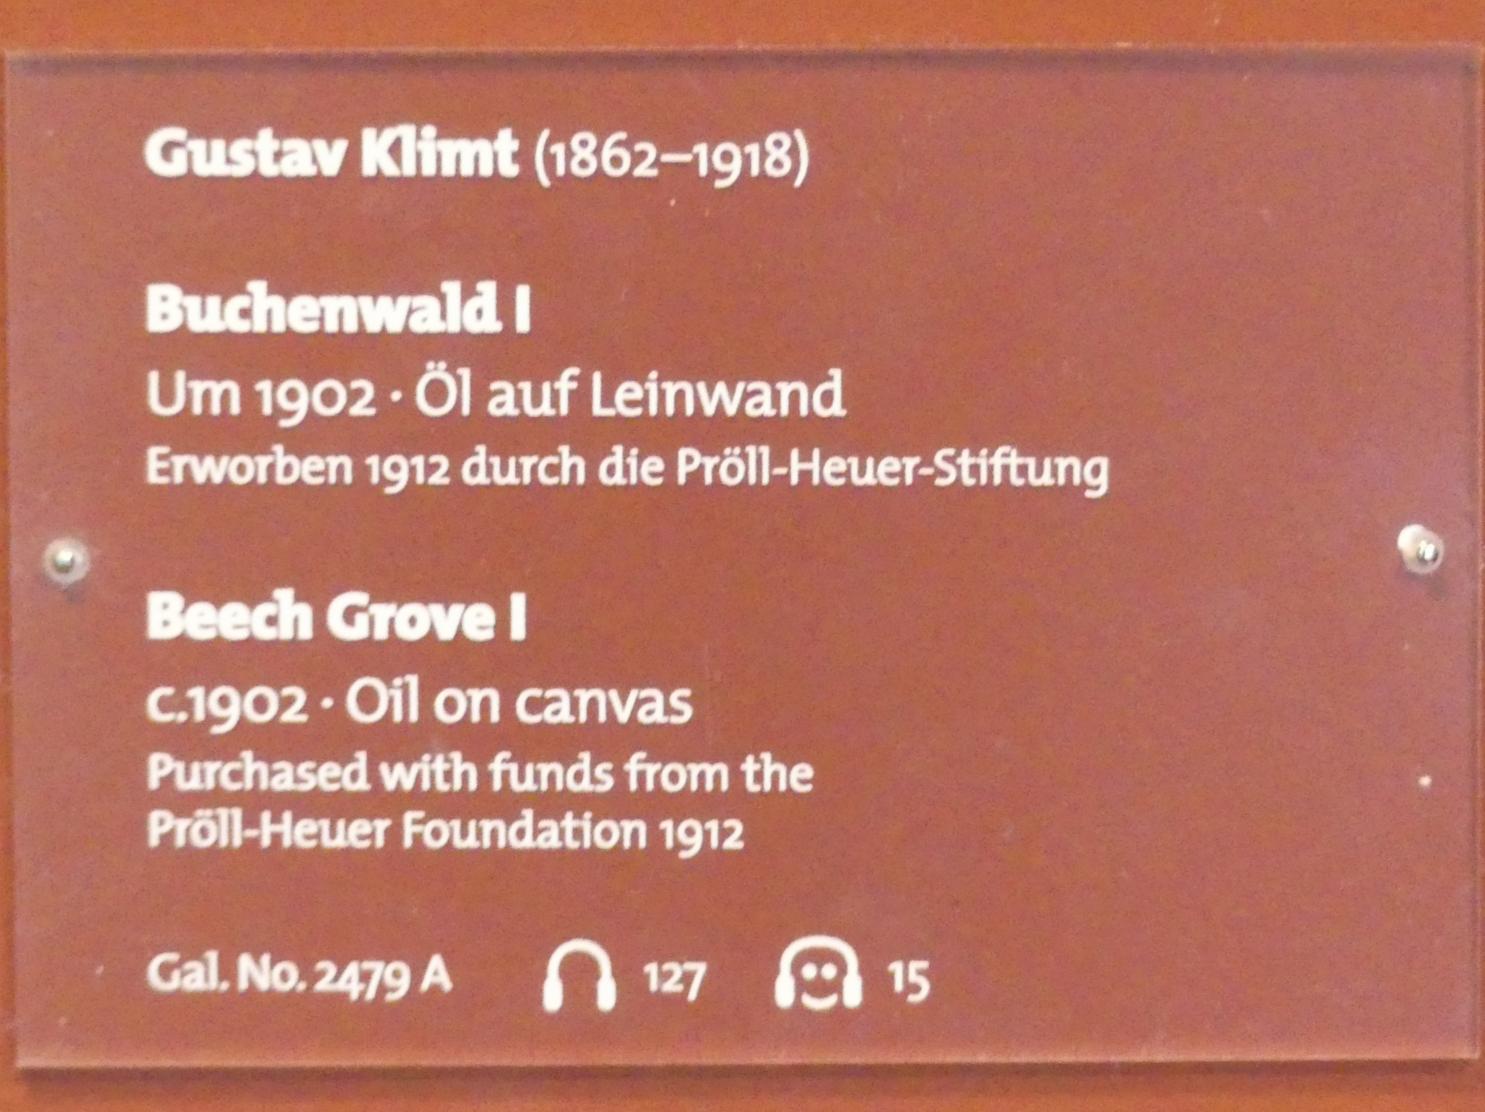 Gustav Klimt (1862–1918)
Buchenwald I
Um 1902 · Öl auf Leinwand
Erworben 1912 durch die Pröll-Heuer-Stiftung
Beech Grove I
c.1902 · Oil on canvas
Purchased with funds from the
Pröll-Heuer Foundation 1912
Gal. No. 2479 A 127 15